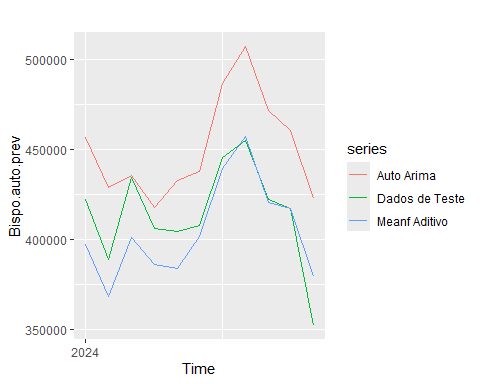 500000
450000
400000
350000
Bispo.auto.prev
2024
Time
series
Auto Arima
Dados de Teste
Meanf Aditivo